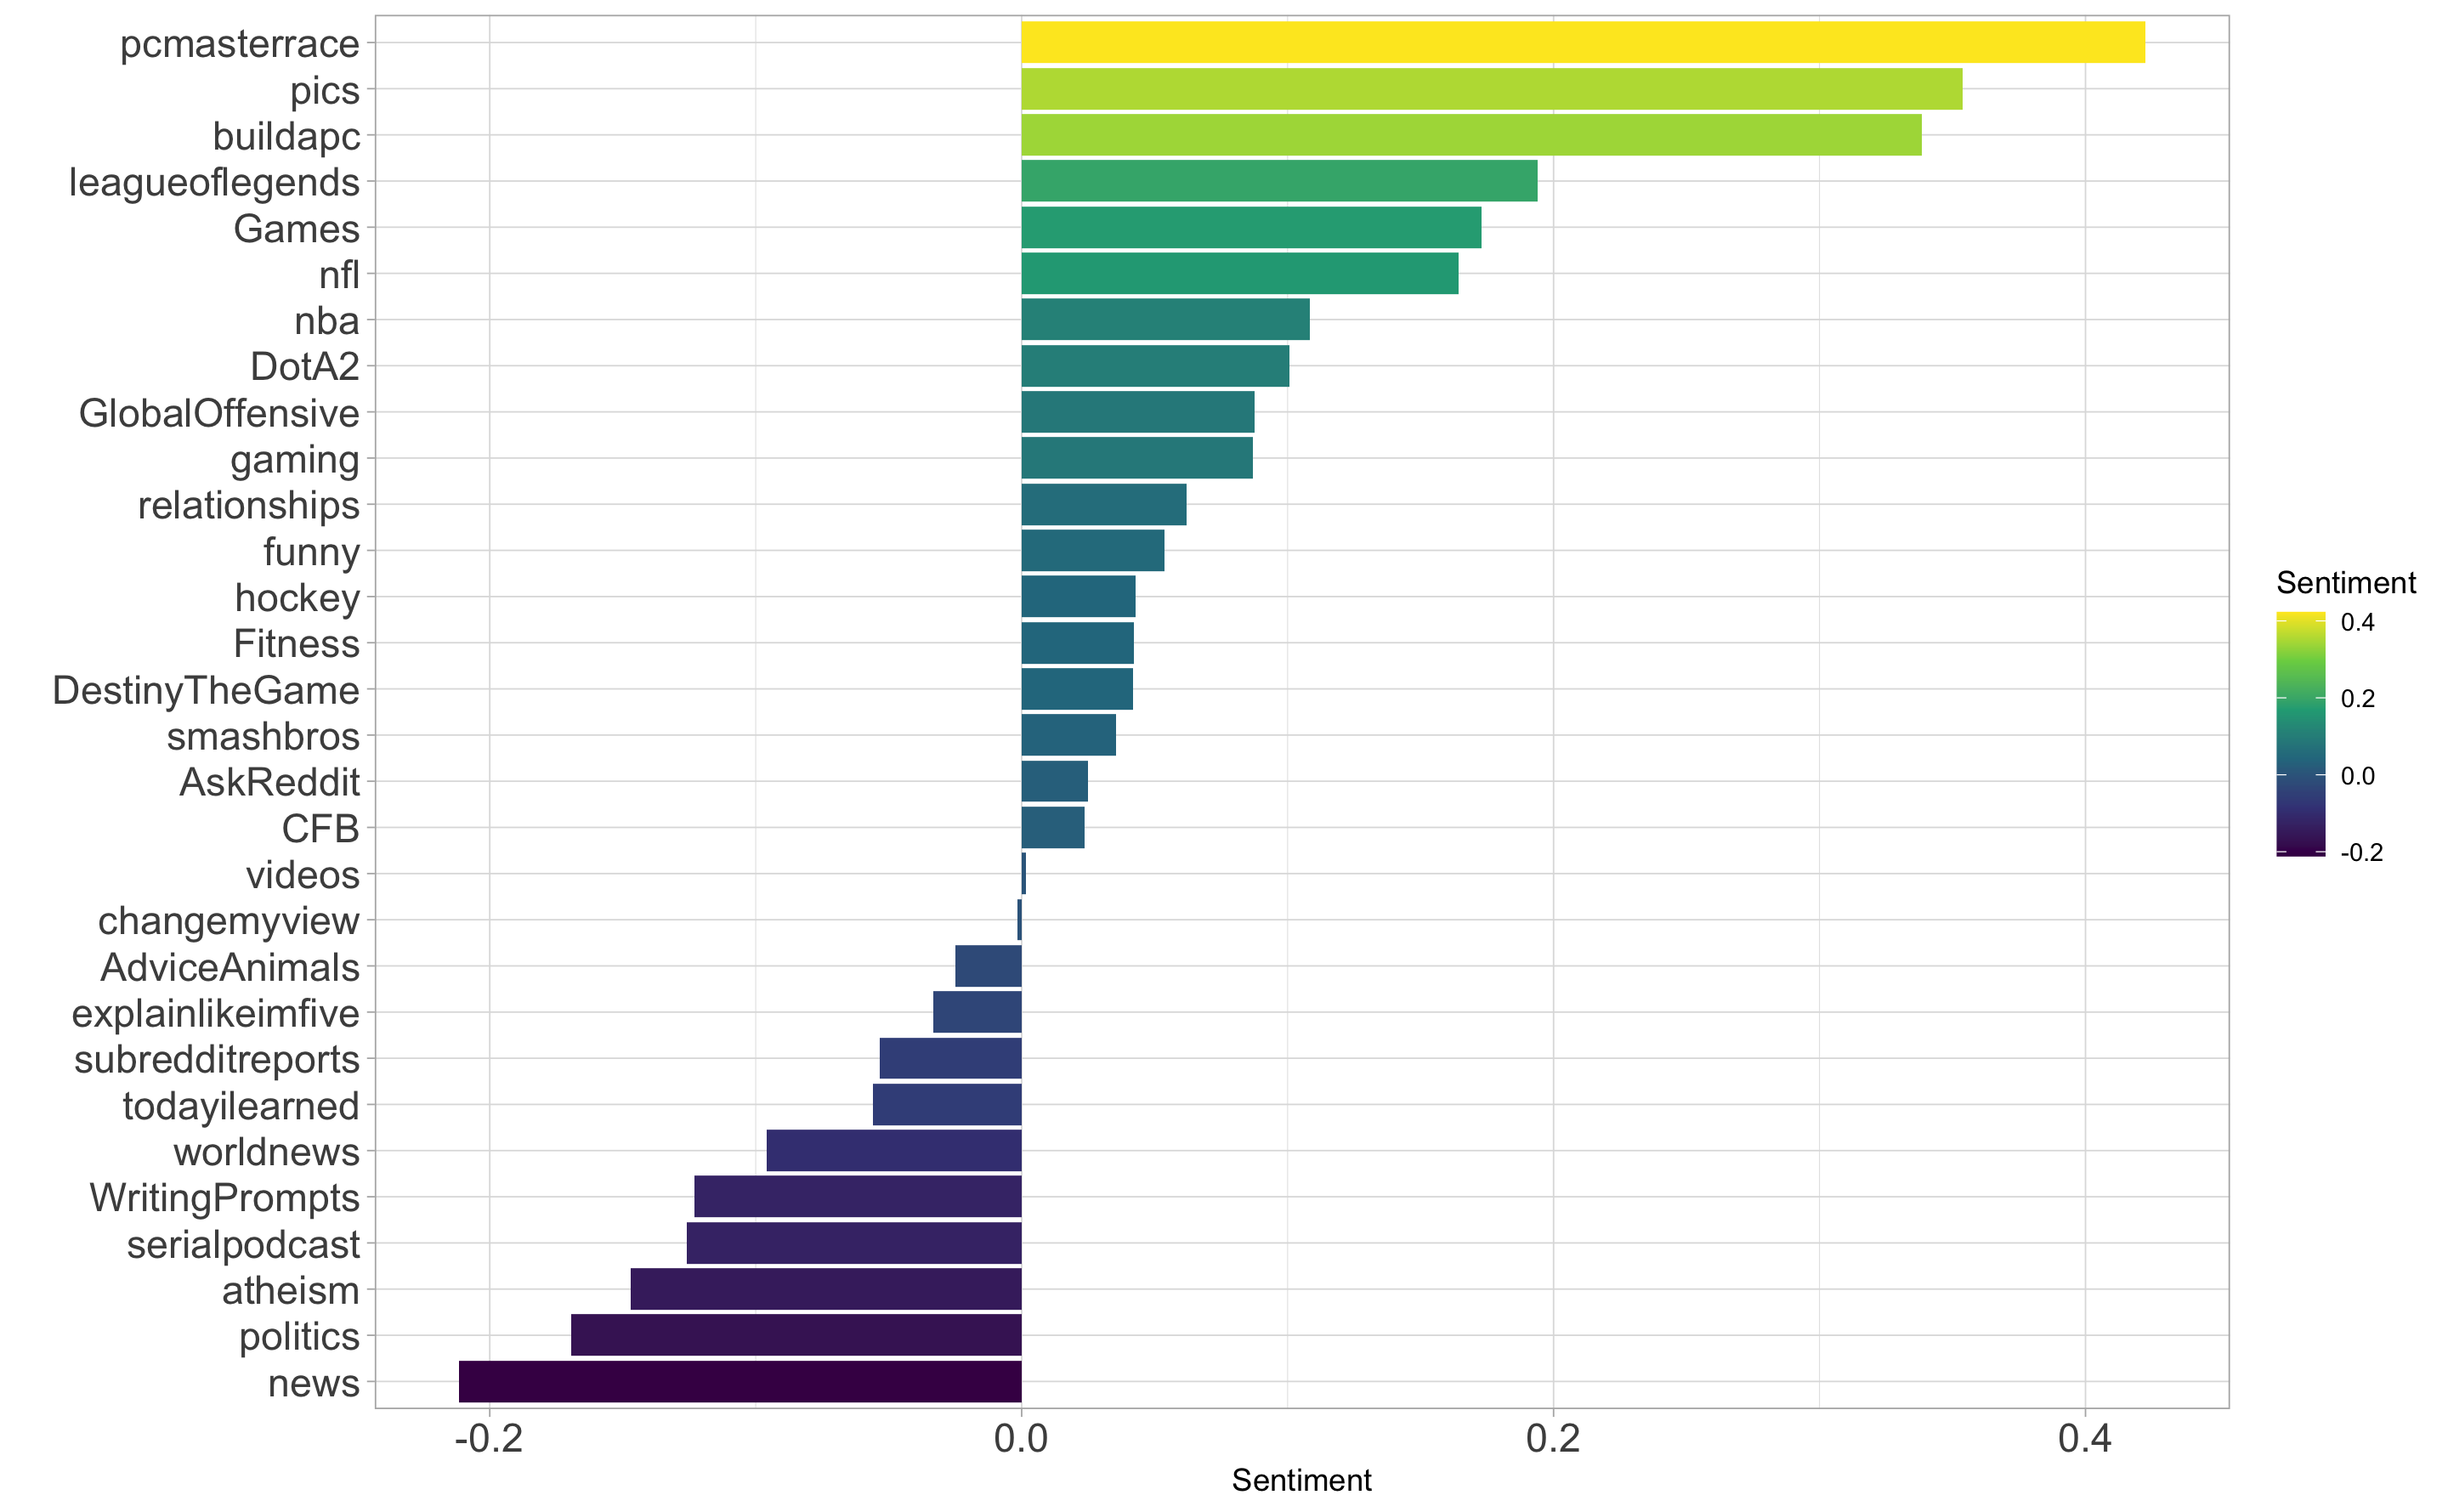 pcmasterrace
pics
buildapc
leagueoflegends
Games
nfl
nba
DotA2
GlobalOffensive
gaming
relationships
funny
hockey
Fitness
DestinyTheGame
smashbros
AskReddit
CFB
videos
changemyview
AdviceAnimals
explainlikeimfive
subredditreports
todayilearned
worldnews
WritingPrompts
serialpodcast
atheism
politics
news
-0.2 0.0 0.2 0.4
Sentiment
Sentiment
0.4
0.2
0.0
-0.2